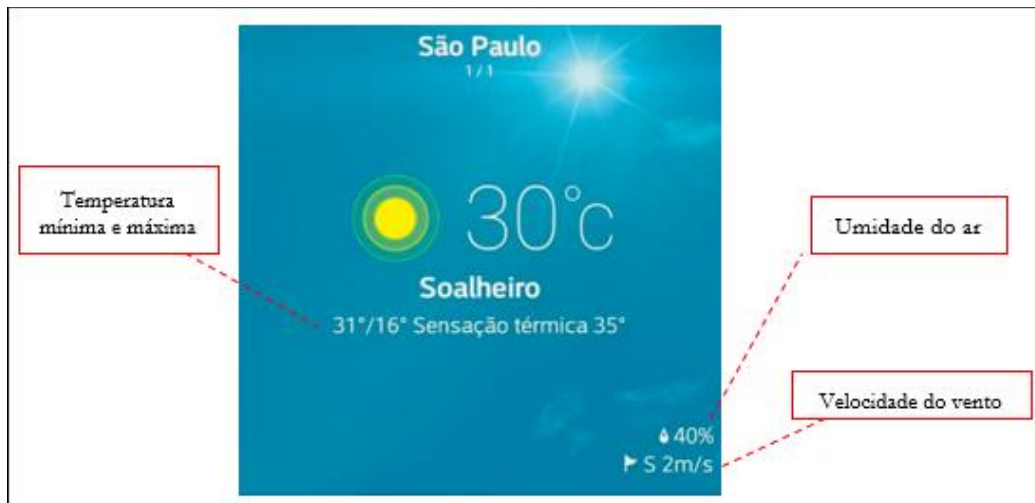 São Paulo
1 / 1
Temperatura
mínima e máxima
30°c
Umidade do ar
Soalheiro
31°/16° Sensação térmica 35°
Velocidade do vento
40%
S 2m/s